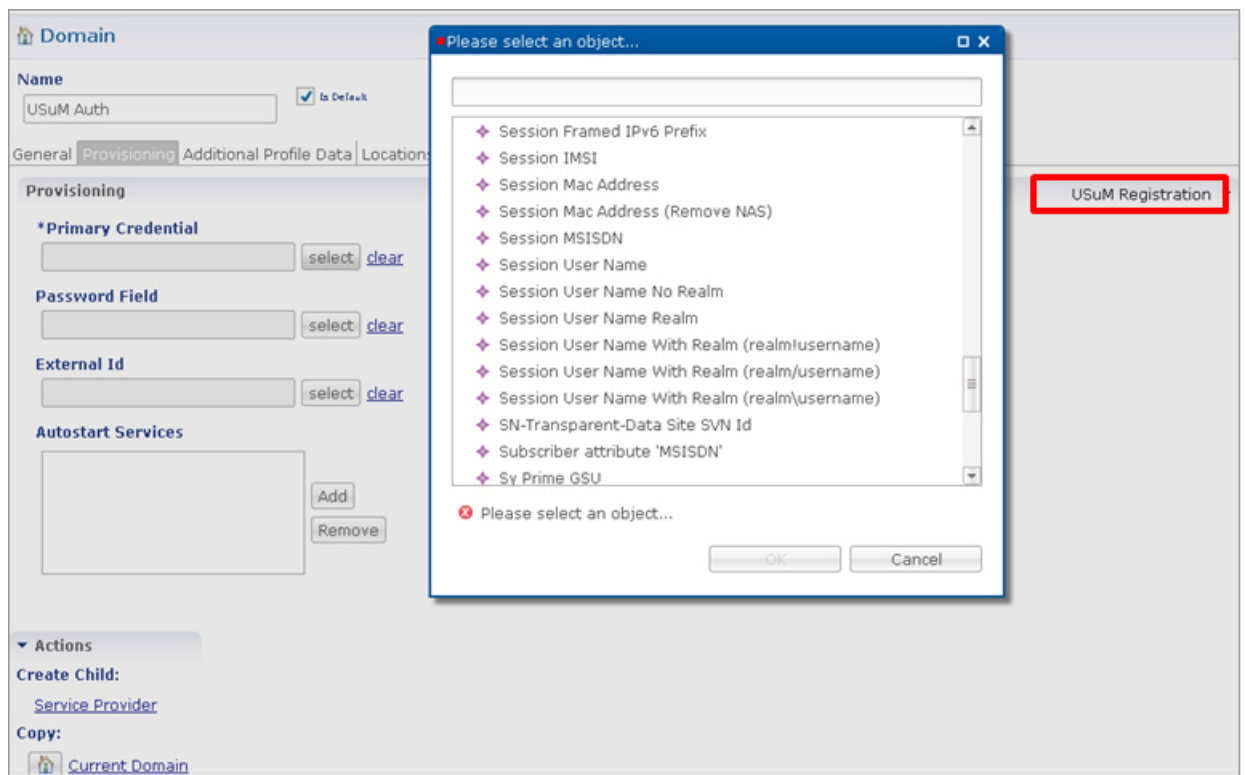 Domain
Name
USuM Auth
Is Default
General Provisioning Additional Profile Data Location
Provisioning
USuM Registration
*Primary Credential
select clear
Password Field
select clear
External Id
select clear
Autostart Services
Add
Remove
Actions
Create Child:
Service Provider
Copy:
Current Domain
Please select an object...
Session Framed IPv6 Prefix
Session IMSI
Session Mac Address
Session Mac Address (Remove NAS)
Session MSISDN
Session User Name
Session User Name No Realm
Session User Name Realm
Session User Name With Realm (realm!username)
Session User Name With Realm (realm/username)
Session User Name With Realm (realm\username)
SN-Transparent-Data Site SVN Id
Subscriber attribute 'MSISDN'
Sy Prime GSU
Please select an object...
OK Cancel